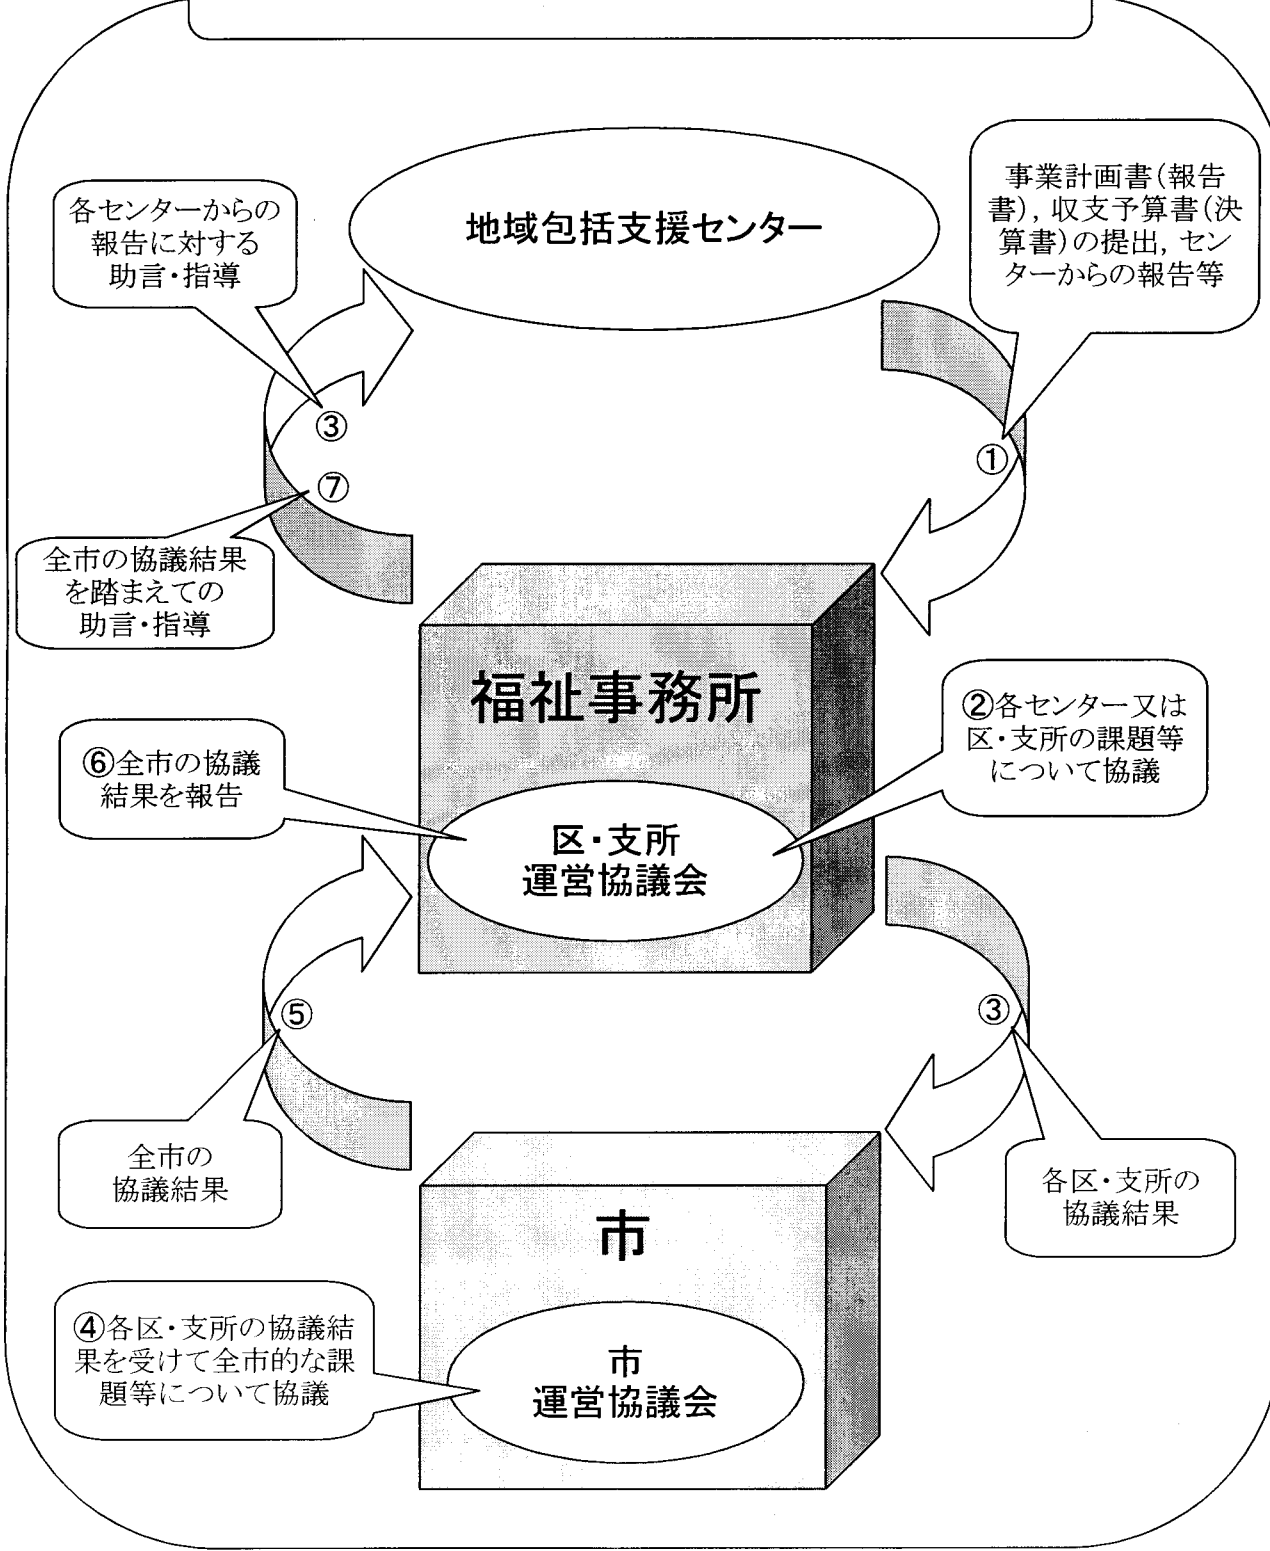 地域包括支援センター
事業計画書(報告
書),収支予算書(決
算書)の提出,セン
ターからの報告等
各センターからの
報告に対する
助言・指導
③
①
⑦
全市の協議結果
を踏まえての
助言・指導
福祉事務所
②各センター又は
区・支所の課題等
について協議
⑥全市の協議
結果を報告
区・支所
運営協議会
⑤
③
全市の
協議結果
各区・支所の
協議結果
市
④各区・支所の協議結
果を受けて全市的な課
題等について協議
市
運営協議会